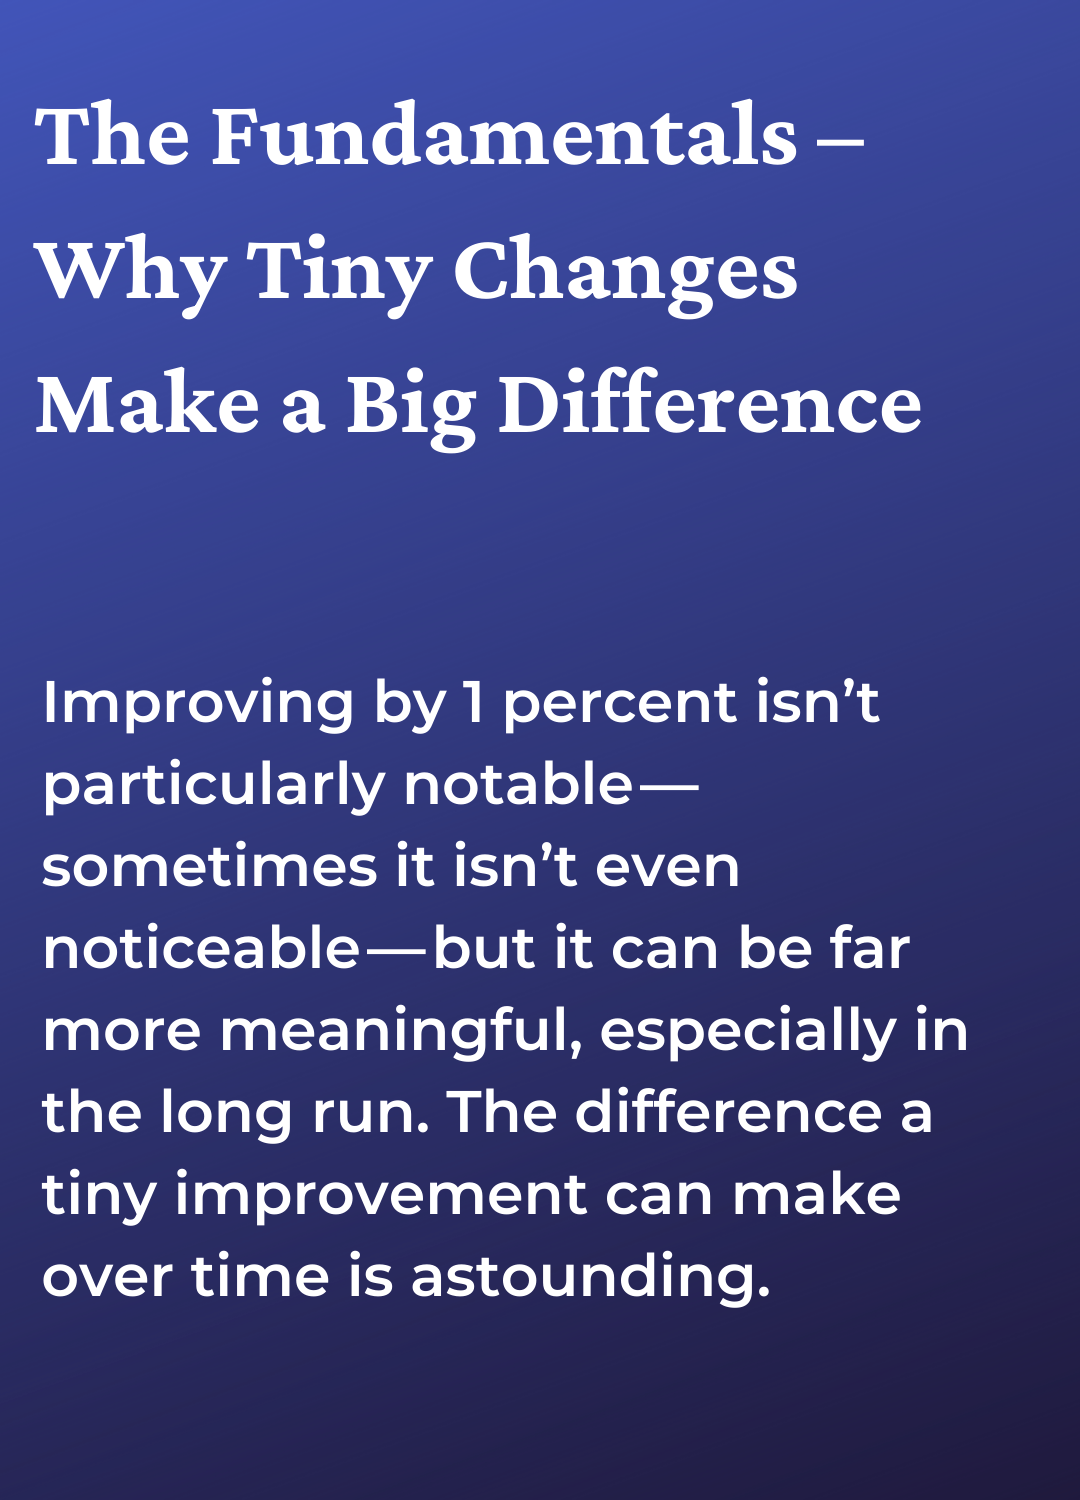 The Fundamentals –
Why Tiny Changes
Make a Big Difference
Improving by 1 percent isn’t
particularly notable—
sometimes it isn’t even
noticeable—but it can be far
more meaningful, especially in
the long run. The difference a
tiny improvement can make
over time is astounding.